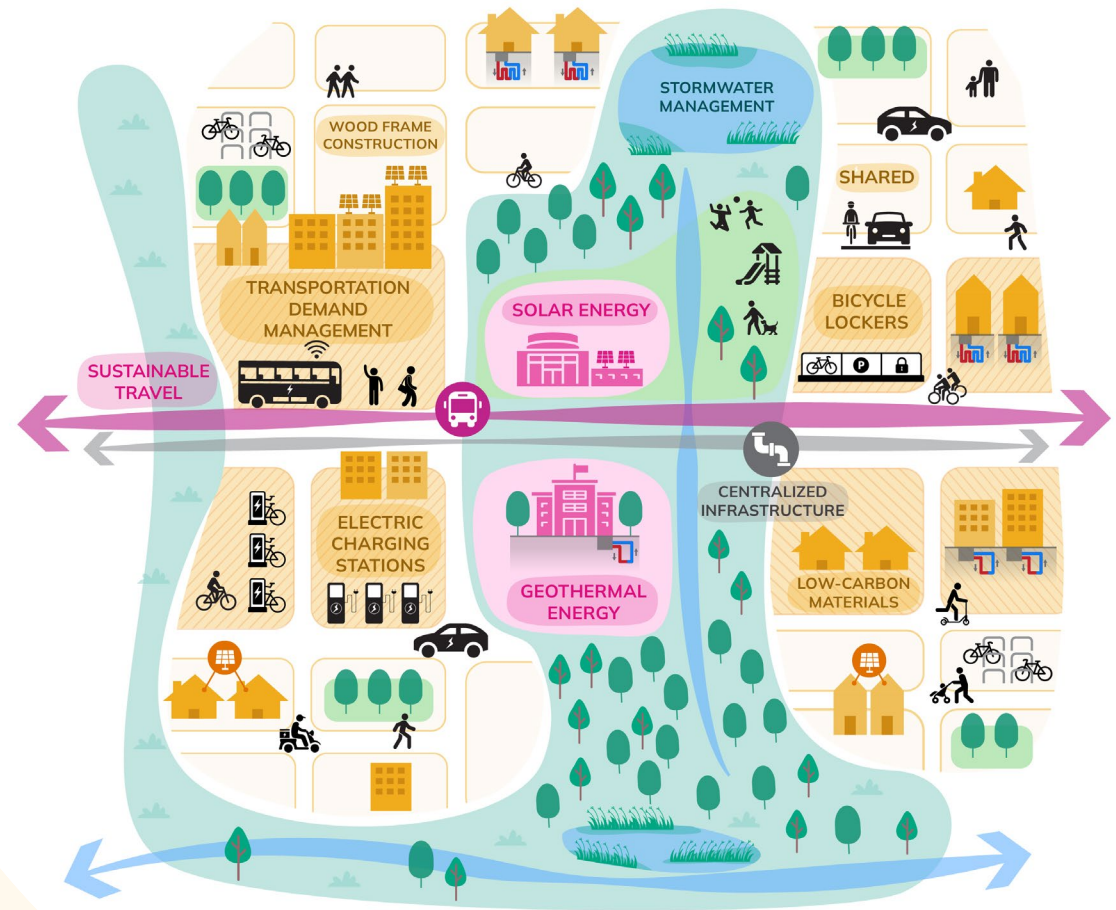 STORMWATER
MANAGEMENT
WOOD FRAME
CONSTRUCTION
SHARED
TRANSPORTATION
DEMAND
MANAGEMENT
SOLAR ENERGY
BICYCLE
LOCKERS
P
SUSTAINABLE
TRAVEL
CENTRALIZED
INFRASTRUCTURE
ELECTRIC
CHARGING
STATIONS
GEOTHERMAL
ENERGY
LOW-CARBON
MATERIALS